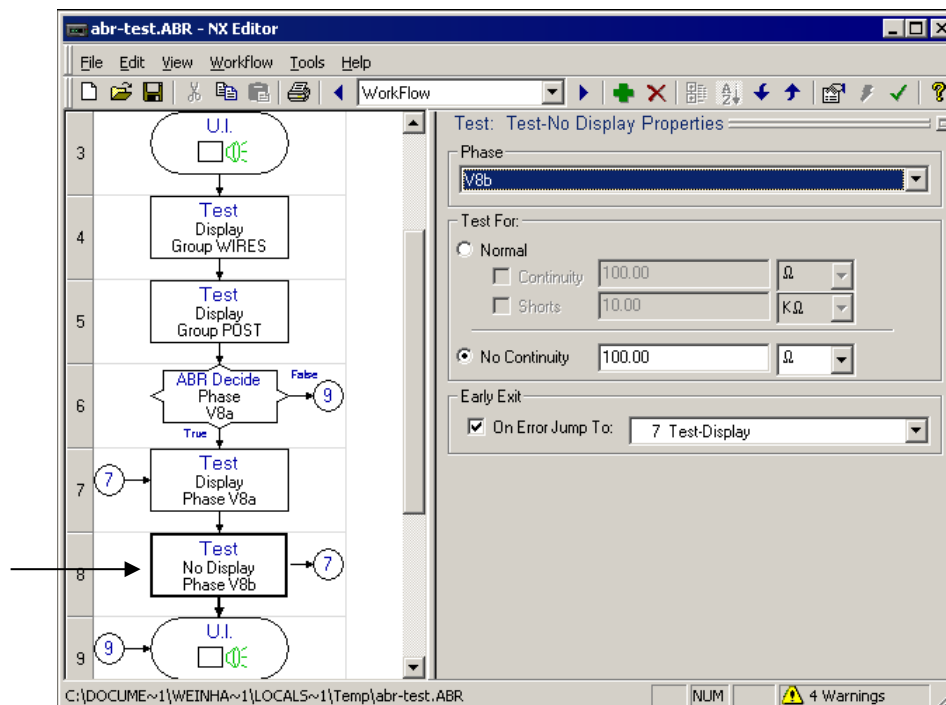 abr-test.ABR - NX Editor
File Edit View Workflow Tools Help
WorkFlow
3
U.I.
4
Test
Display
Group WIRES
5
Test
Display
Group POST
6
ABR Decide
Phase
V8a
False
9
True
7
7
Test
Display
Phase V8a
8
Test
No Display
Phase V8b
7
9
9
U.I.
Test: Test-No Display Properties
Phase
V8b
Test For:
Normal
Continuity 100.00 Ω
Shorts 10.00 KΩ
No Continuity 100.00 Ω
Early Exit
On Error Jump To: 7 Test-Display
C:\DOCUME~1\WEINHA~1\LOCALS~1\Temp\abr-test.ABR NUM 4 Warnings